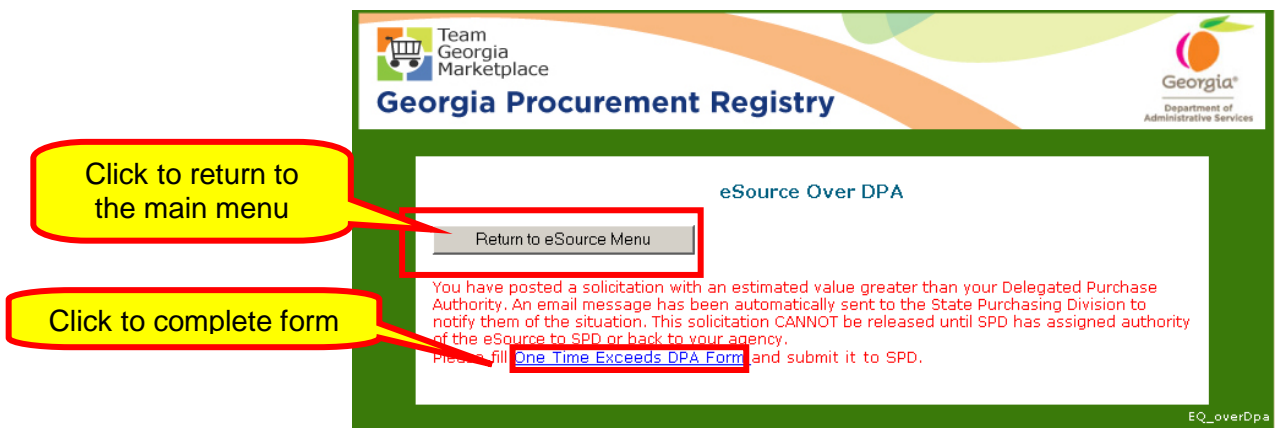 Team
Georgia
Marketplace
Georgia Procurement Registry
Georgia®
Department of
Administrative Services
Click to return to
the main menu
eSource Over DPA
Return to eSource Menu
You have posted a solicitation with an estimated value greater than your Delegated Purchase
Authority. An email message has been automatically sent to the State Purchasing Division to
notify them of the situation. This solicitation CANNOT be released until SPD has assigned authority
of the eSource to SPD or back to your agency.
Click to complete form
Please fill One Time Exceeds DPA Form and submit it to SPD.
EQ_overDpa